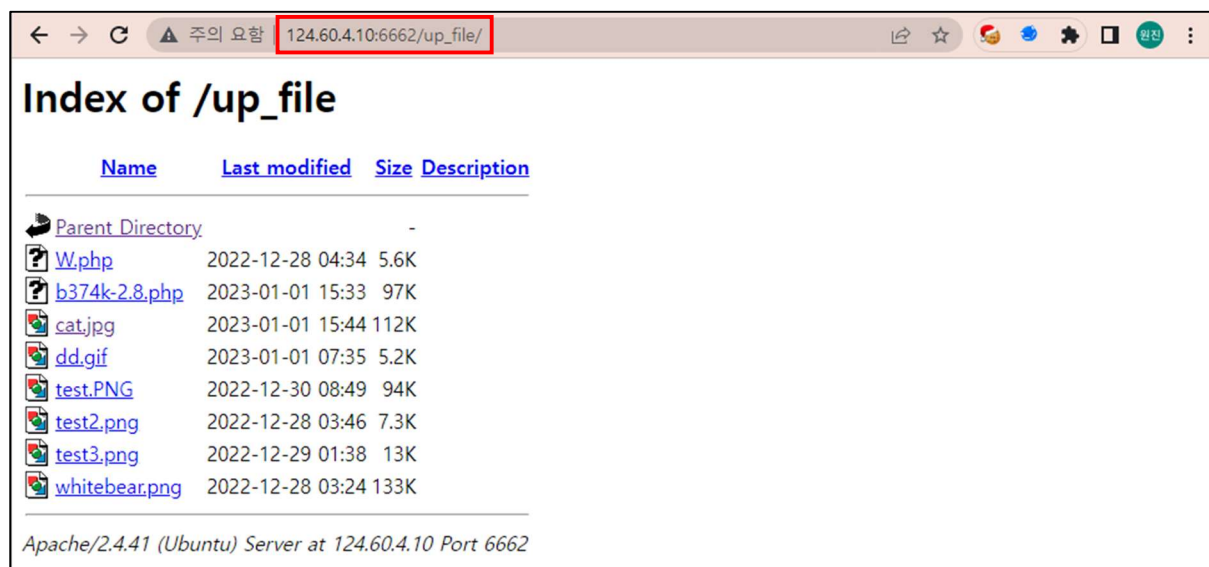 주의 요함 124.60.4.10:6662/up_file/ 원진
Index of /up_file
Name Last modified Size Description
Parent Directory -
W.php 2022-12-28 04:34 5.6K
b374k-2.8.php 2023-01-01 15:33 97K
cat.jpg 2023-01-01 15:44 112K
dd.gif 2023-01-01 07:35 5.2K
test.PNG 2022-12-30 08:49 94K
test2.png 2022-12-28 03:46 7.3K
test3.png 2022-12-29 01:38 13K
whitebear.png 2022-12-28 03:24 133K
Apache/2.4.41 (Ubuntu) Server at 124.60.4.10 Port 6662